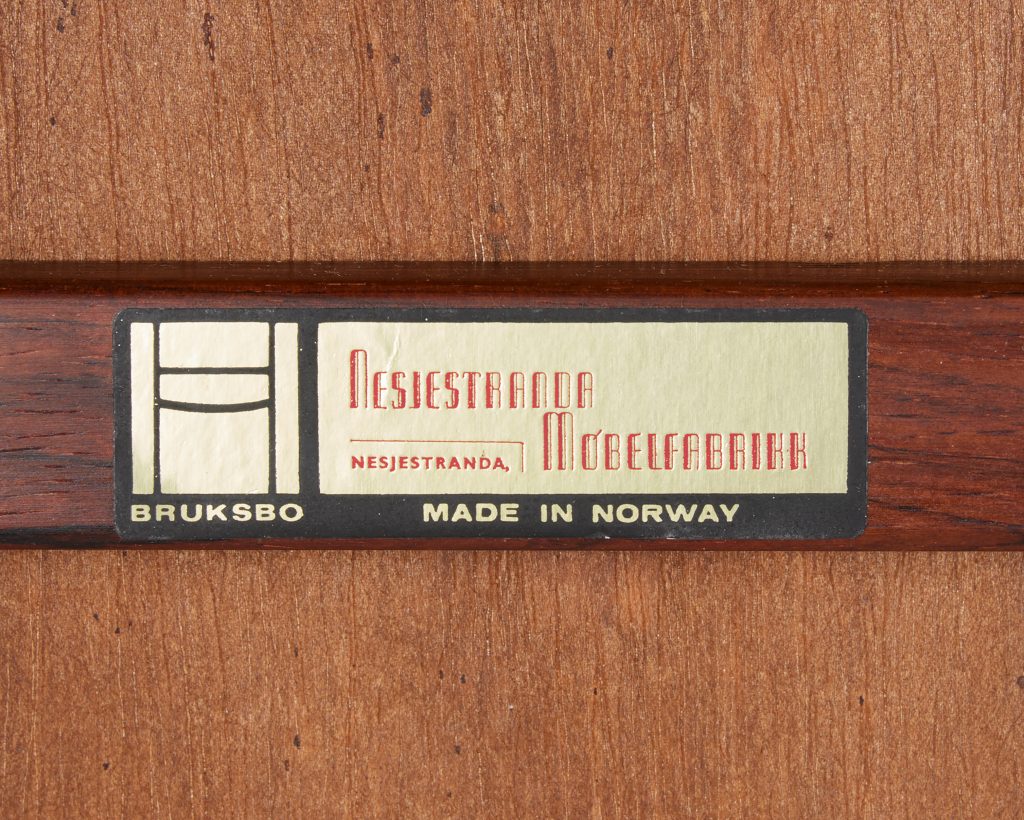 NESJESTRANDA
MØBELFABRIKK
NESJESTRANDA,
BRUKSBO
MADE IN NORWAY